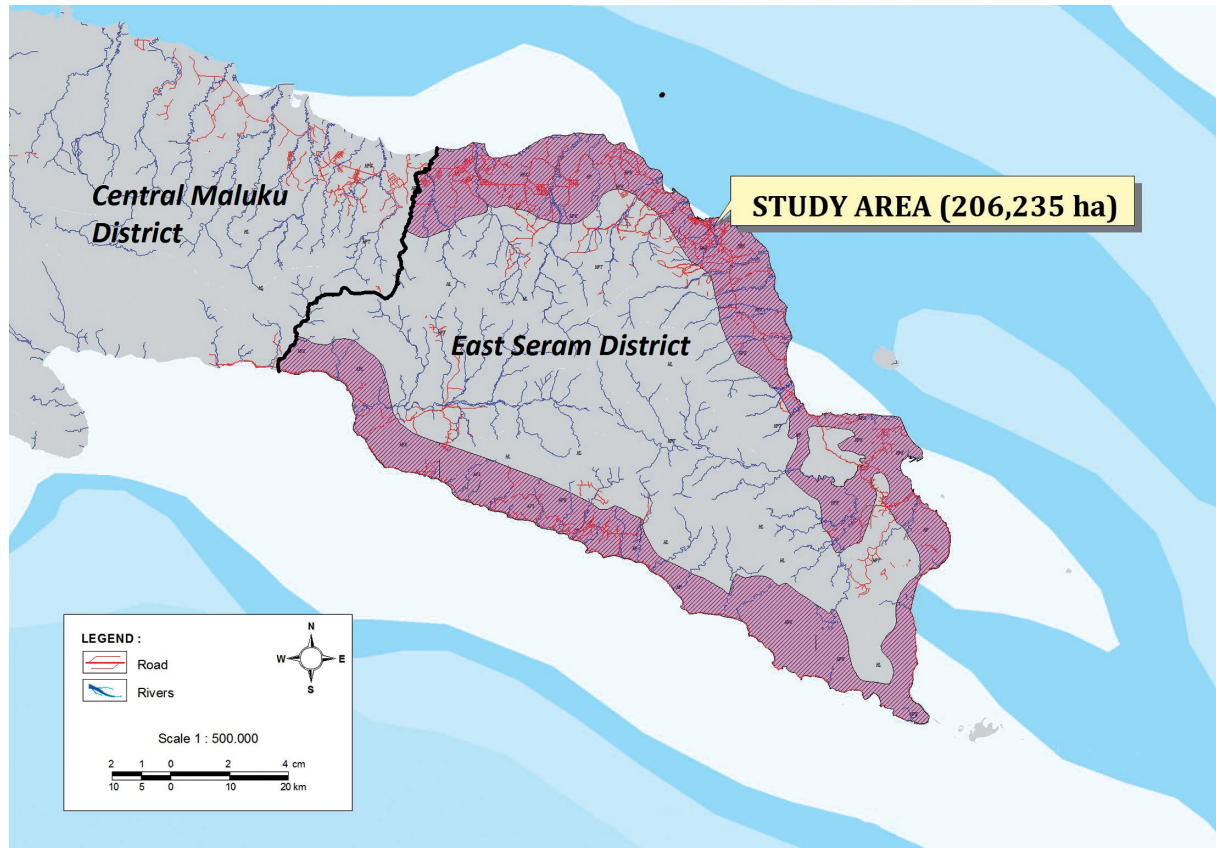 Central Maluku
District
STUDY AREA (206,235 ha)
East Seram District
LEGEND :
Road
Rivers
N
W E
S
Scale 1 : 500.000
2 1 0 2 4 cm
10 5 0 10 20 km